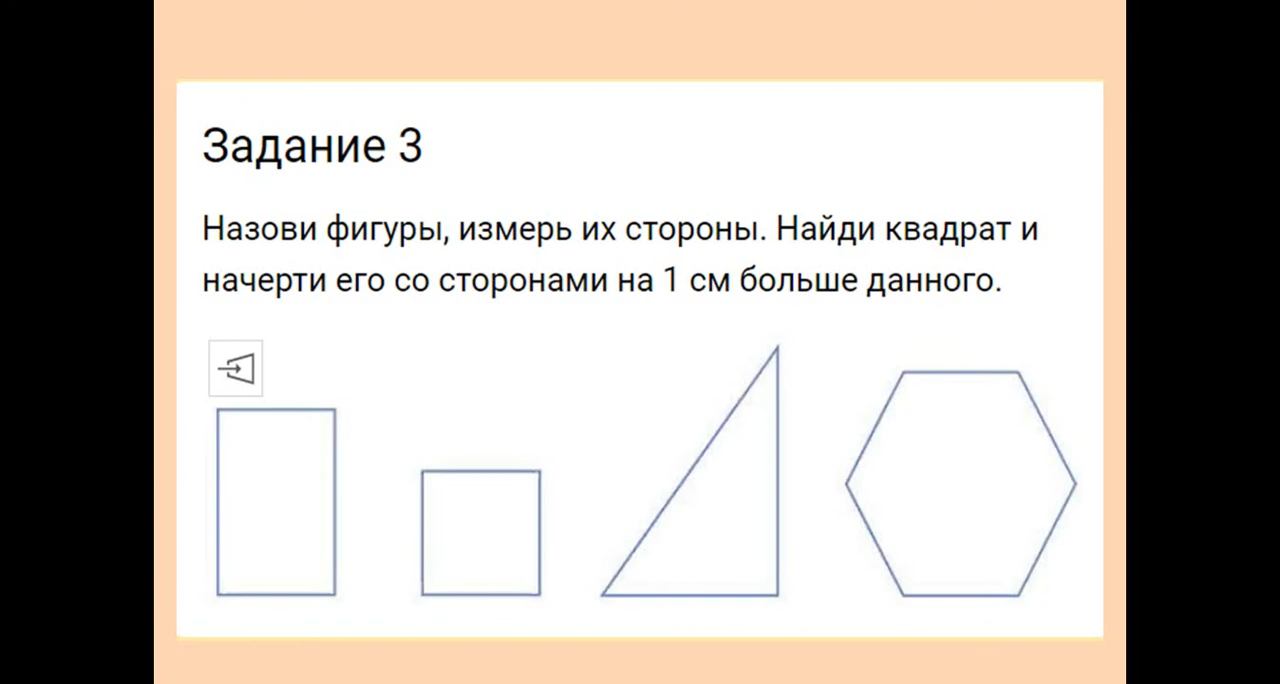 Задание 3
Назови фигуры, измерь их стороны. Найди квадрат и
начерти его со сторонами на 1 см больше данного.